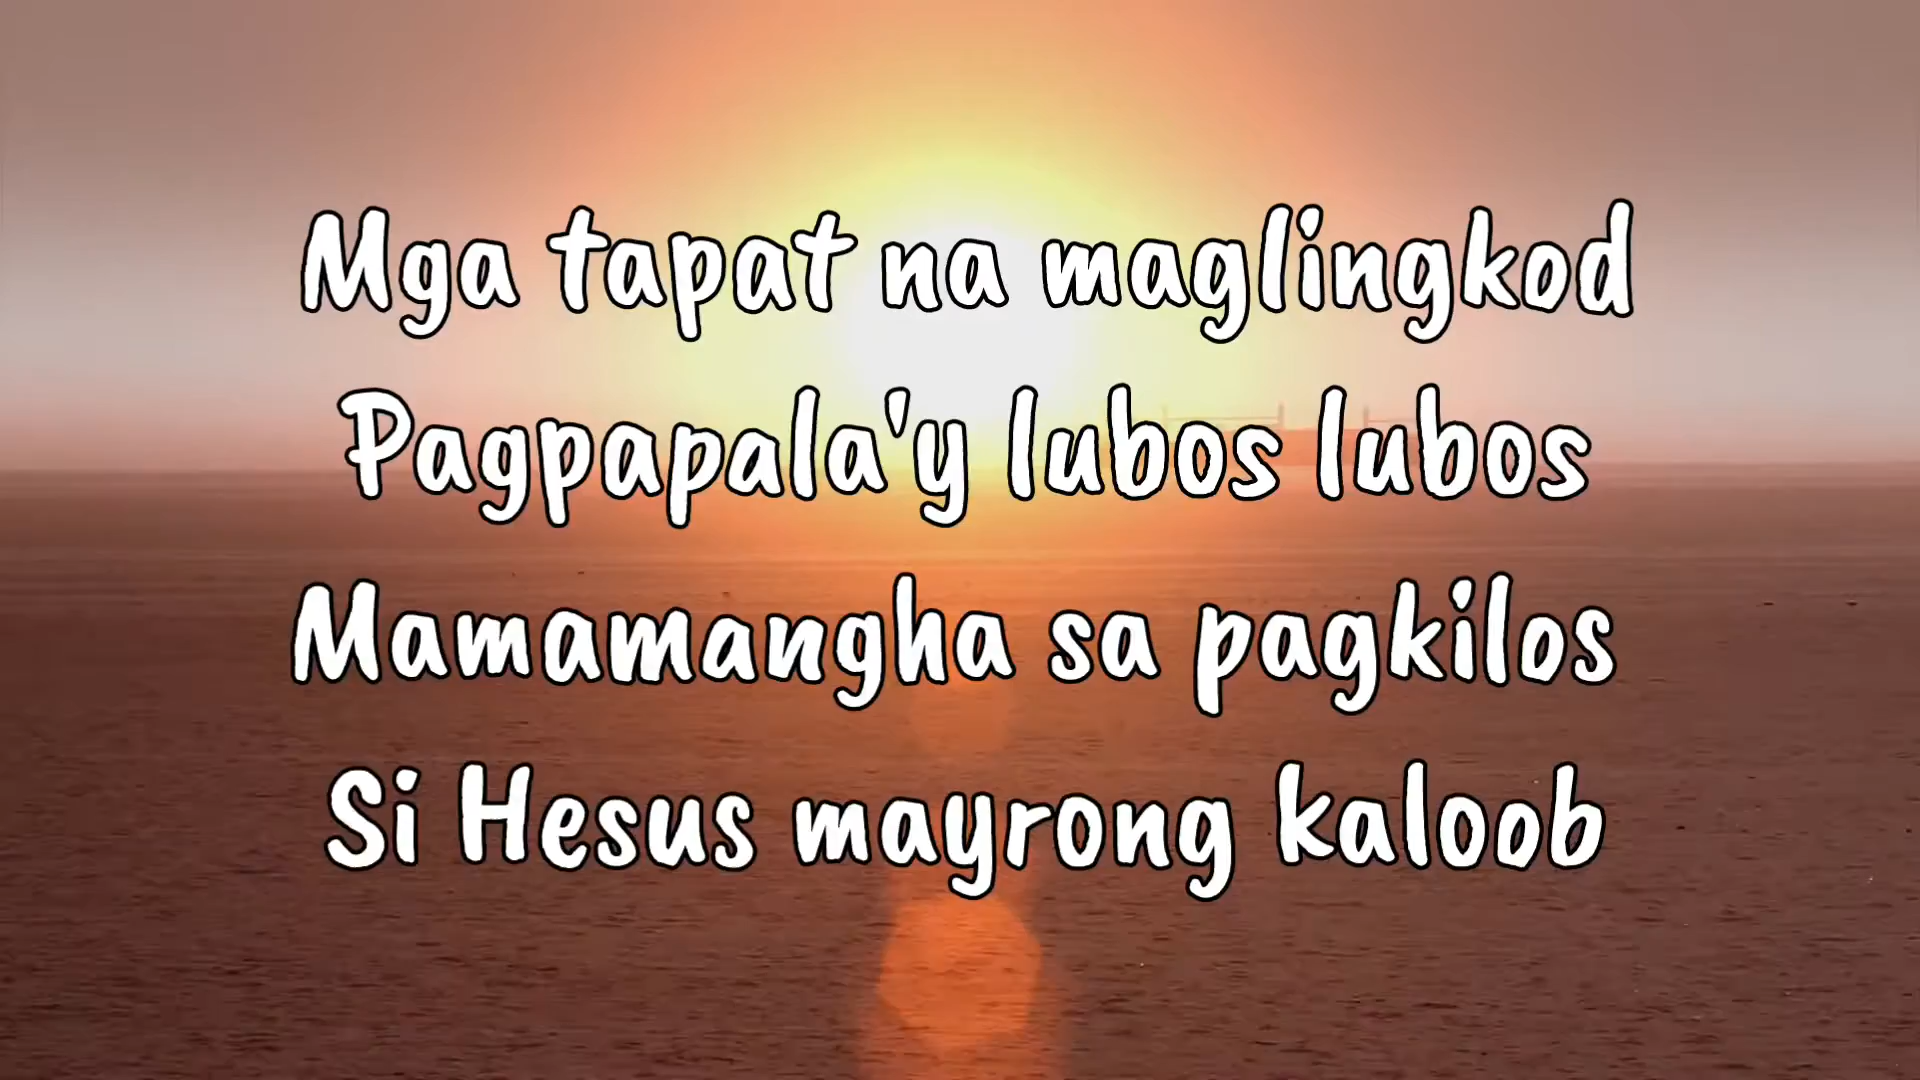 Mga tapat na maglingkod
Pagpapala'y lubos lubos
Mamamangha sa pagkilos
Si Hesus mayrong kaloob